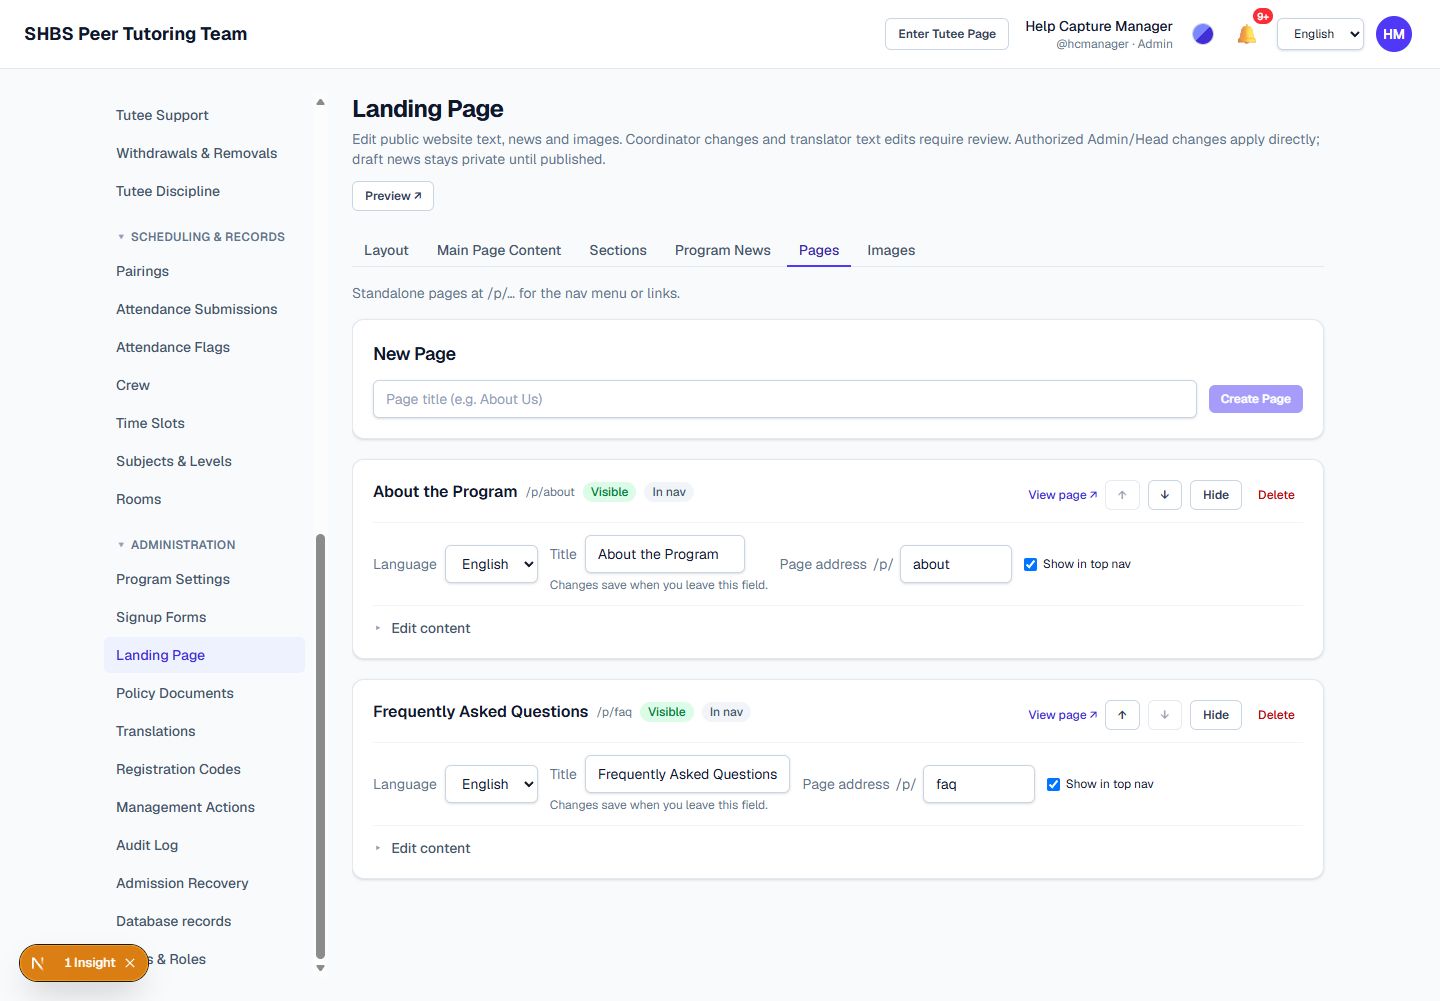 SHBS Peer Tutoring Team
Enter Tutee Page
Help Capture Manager
@hcmanager · Admin
9+
English
HM
Tutee Support
Withdrawals & Removals
Tutee Discipline
SCHEDULING & RECORDS
Pairings
Attendance Submissions
Attendance Flags
Crew
Time Slots
Subjects & Levels
Rooms
ADMINISTRATION
Program Settings
Signup Forms
Landing Page
Policy Documents
Translations
Registration Codes
Management Actions
Audit Log
Admission Recovery
Database records
s & Roles
1 Insight
Landing Page
Edit public website text, news and images. Coordinator changes and translator text edits require review. Authorized Admin/Head changes apply directly;
draft news stays private until published.
Preview ↗
Layout Main Page Content Sections Program News Pages Images
Standalone pages at /p/… for the nav menu or links.
New Page
Page title (e.g. About Us)
Create Page
About the Program /p/about Visible In nav
View page ↗ ↑ ↓ Hide Delete
Language English Title About the Program Page address /p/ about Show in top nav
Changes save when you leave this field.
Edit content
Frequently Asked Questions /p/faq Visible In nav
View page ↗ ↑ ↓ Hide Delete
Language English Title Frequently Asked Questions Page address /p/ faq Show in top nav
Changes save when you leave this field.
Edit content